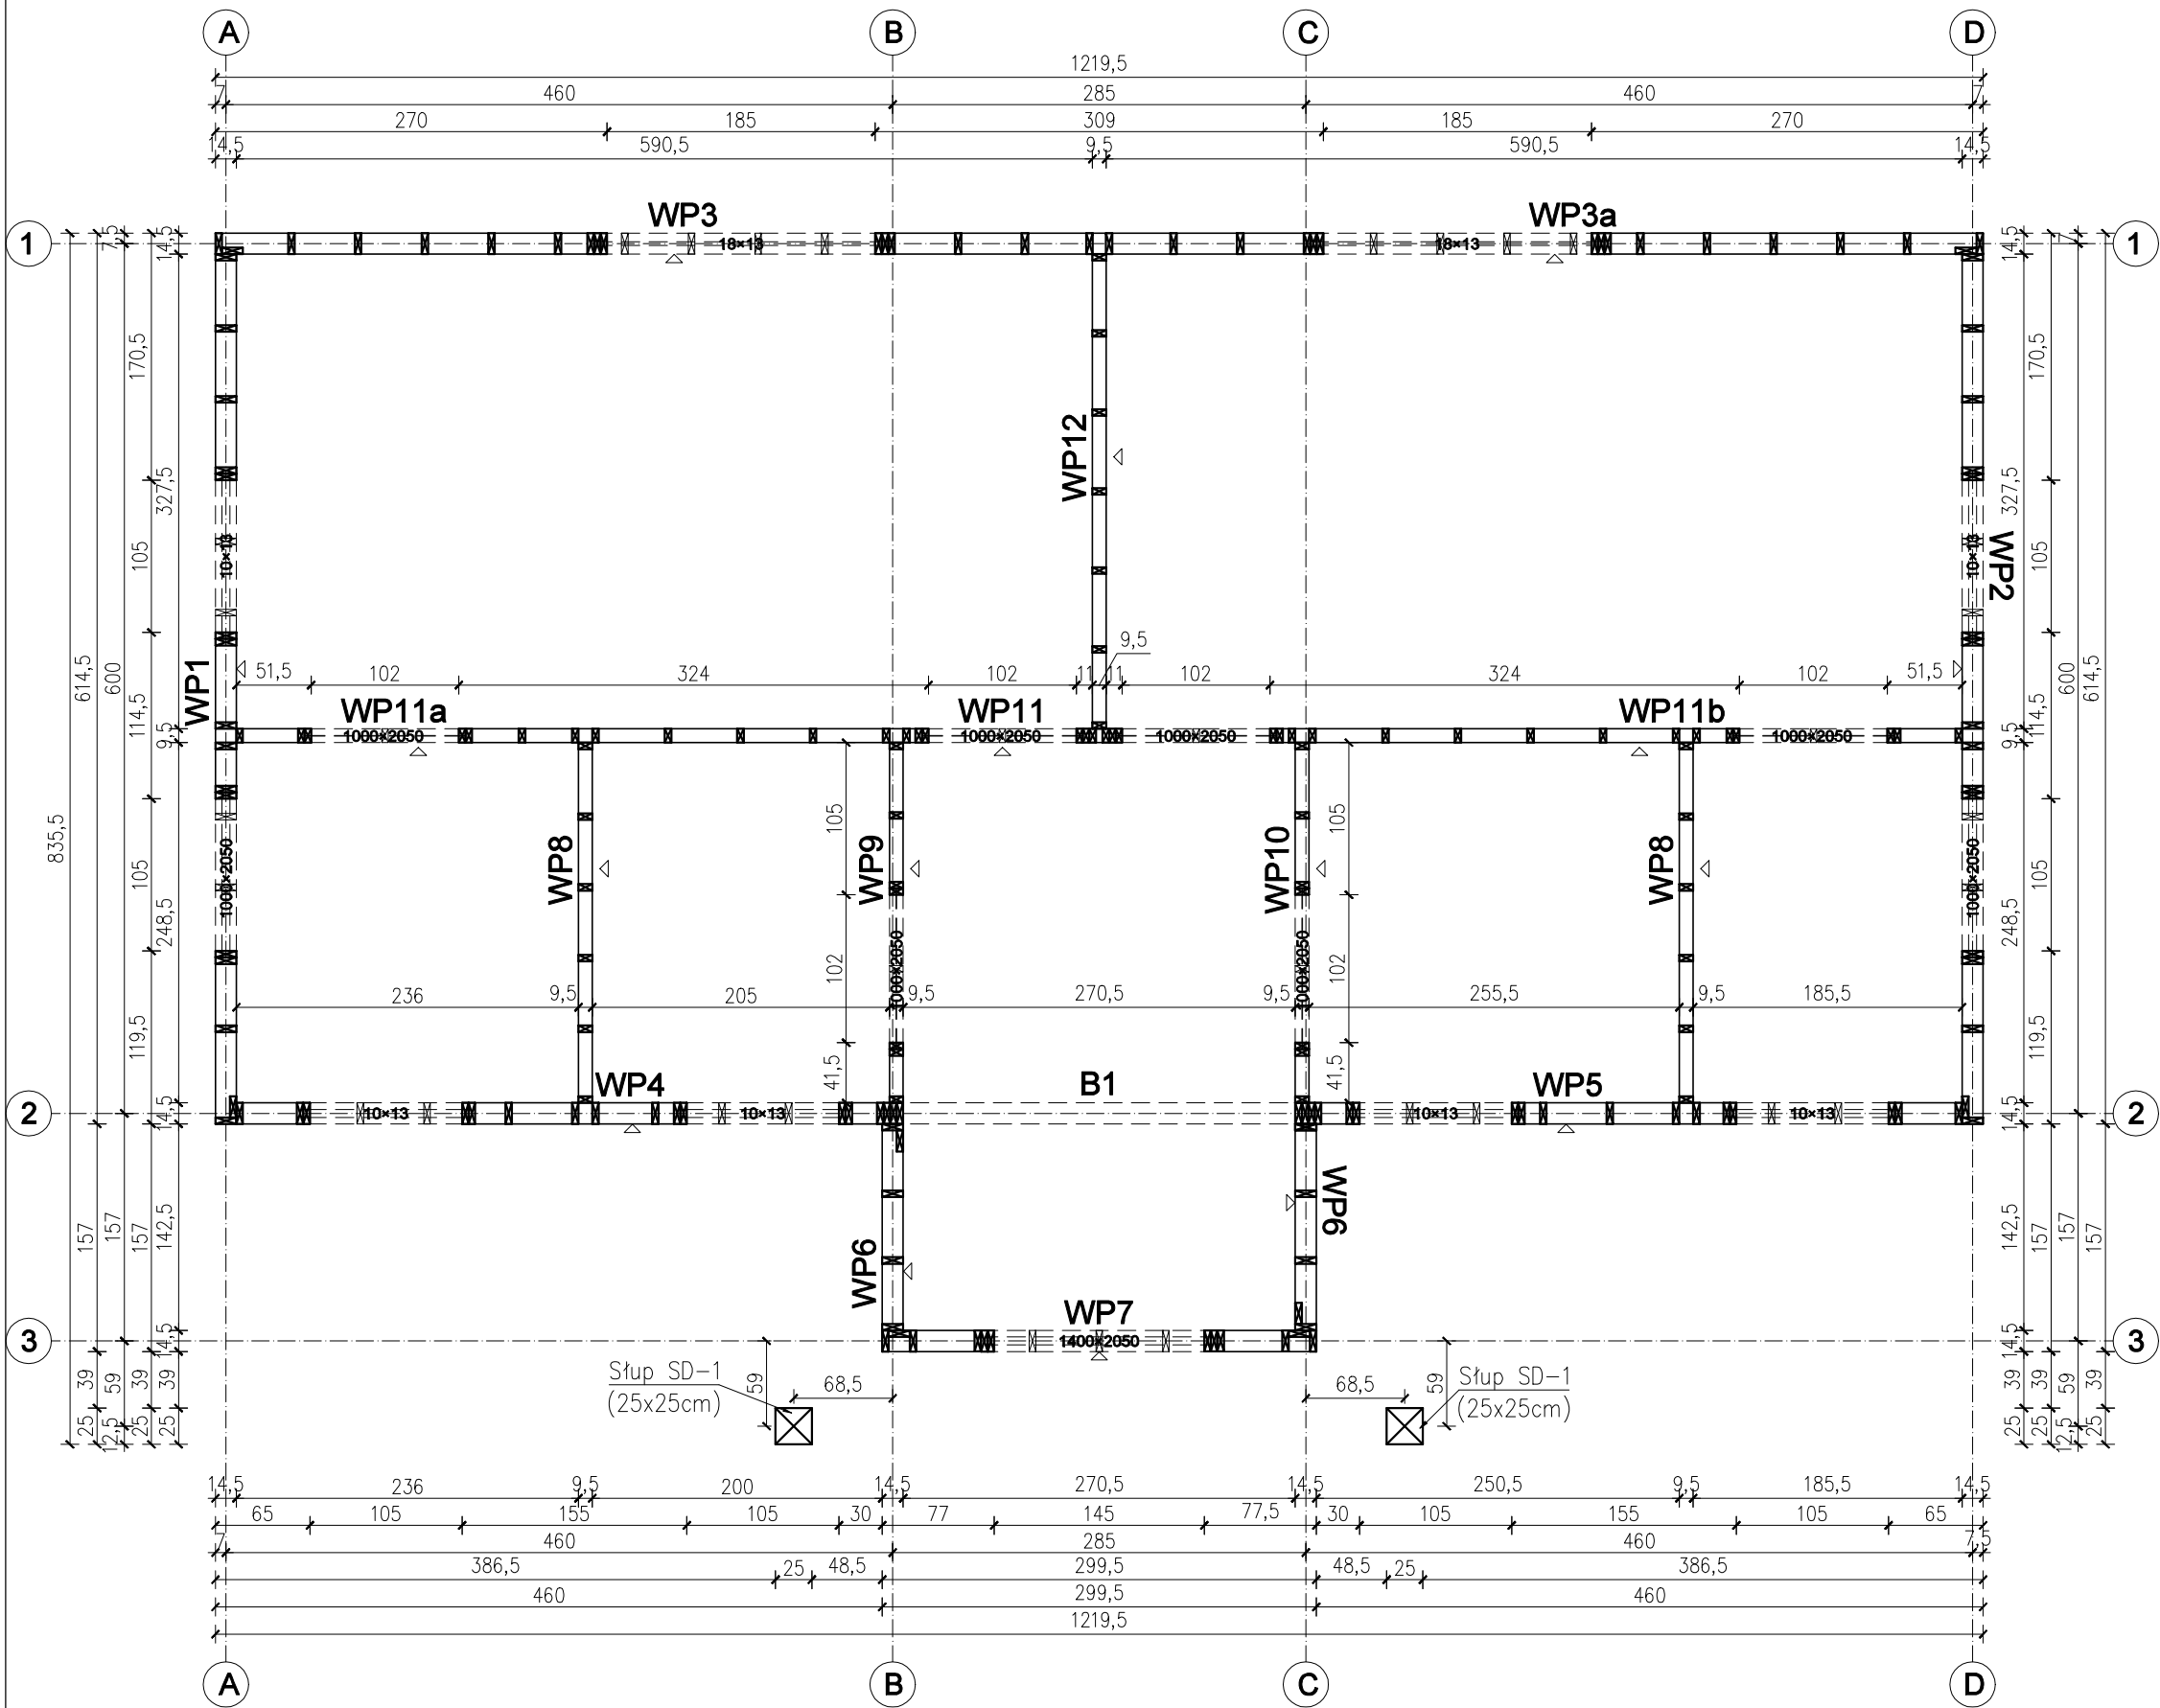 A B C D
1219,5
7 460 285 460 7
270 185 309 185 270
14,5 590,5 9,5 590,5 14,5
WP3 WP3a
1 18×13 18×13 1
7,5 14,5 14,5 7
170,5 170,5
WP12
327,5 327,5
105 10×13 10×13 105
WP2
9,5
614,5 600 600 614,5
WP1 51,5 102 324 102 11 11 102 324 102 51,5
114,5 WP11a WP11 WP11b 114,5
9,5 1000×2050 1000×2050 1000×2050 1000×2050 9,5
105 105
835,5
105 1000×2050 WP8 WP9 WP10 WP8 1000×2050 105
248,5 248,5
102 1000×2050 1000×2050 102
236 9,5 205 9,5 270,5 9,5 255,5 9,5 185,5
119,5 119,5
41,5 41,5
WP4 B1 WP5
2 14,5 10×13 10×13 10×13 10×13 14,5 2
14,5 14,5
WP6
157 157 157 142,5 142,5 157 157 157
WP6
WP7
3 14,5 1400×2050 14,5 3
39 59 39 39 39 39 59 39
Słup SD-1
(25x25cm)
59 68,5
68,5 59
Słup SD-1
(25x25cm)
25 12,5 25 25 25 25 12,5 25
14,5 236 9,5 200 14,5 270,5 14,5 250,5 9,5 185,5 14,5
65 105 155 105 30 77 145 77,5 30 105 155 105 65
7 460 285 460 7,5
386,5 25 48,5 299,5 48,5 25 386,5
460 299,5 460
1219,5
A B C D